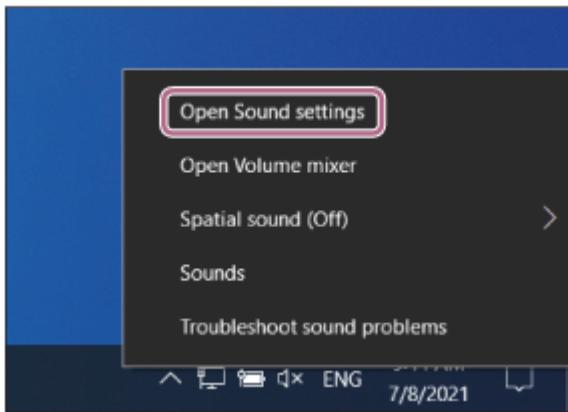 Open Sound settings
Open Volume mixer
Spatial sound (Off)
Sounds
Troubleshoot sound problems
ENG
7/8/2021